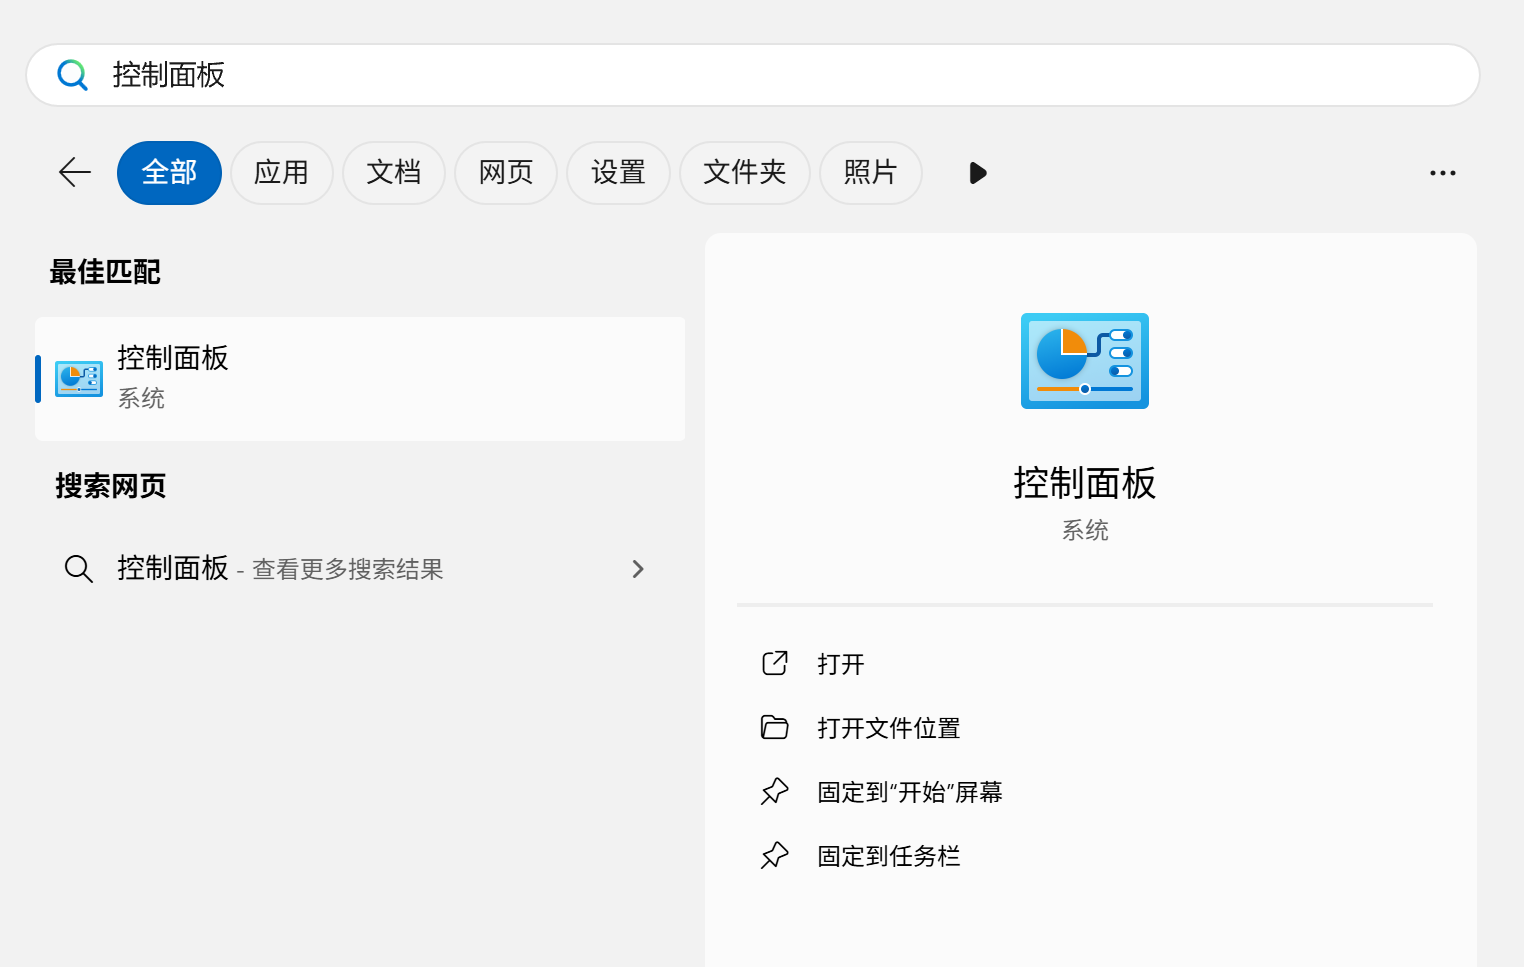 控制面板
全部 应用 文档 网页 设置 文件夹 照片
最佳匹配
控制面板
系统
搜索网页
控制面板 - 查看更多搜索结果
控制面板
系统
打开
打开文件位置
固定到“开始”屏幕
固定到任务栏